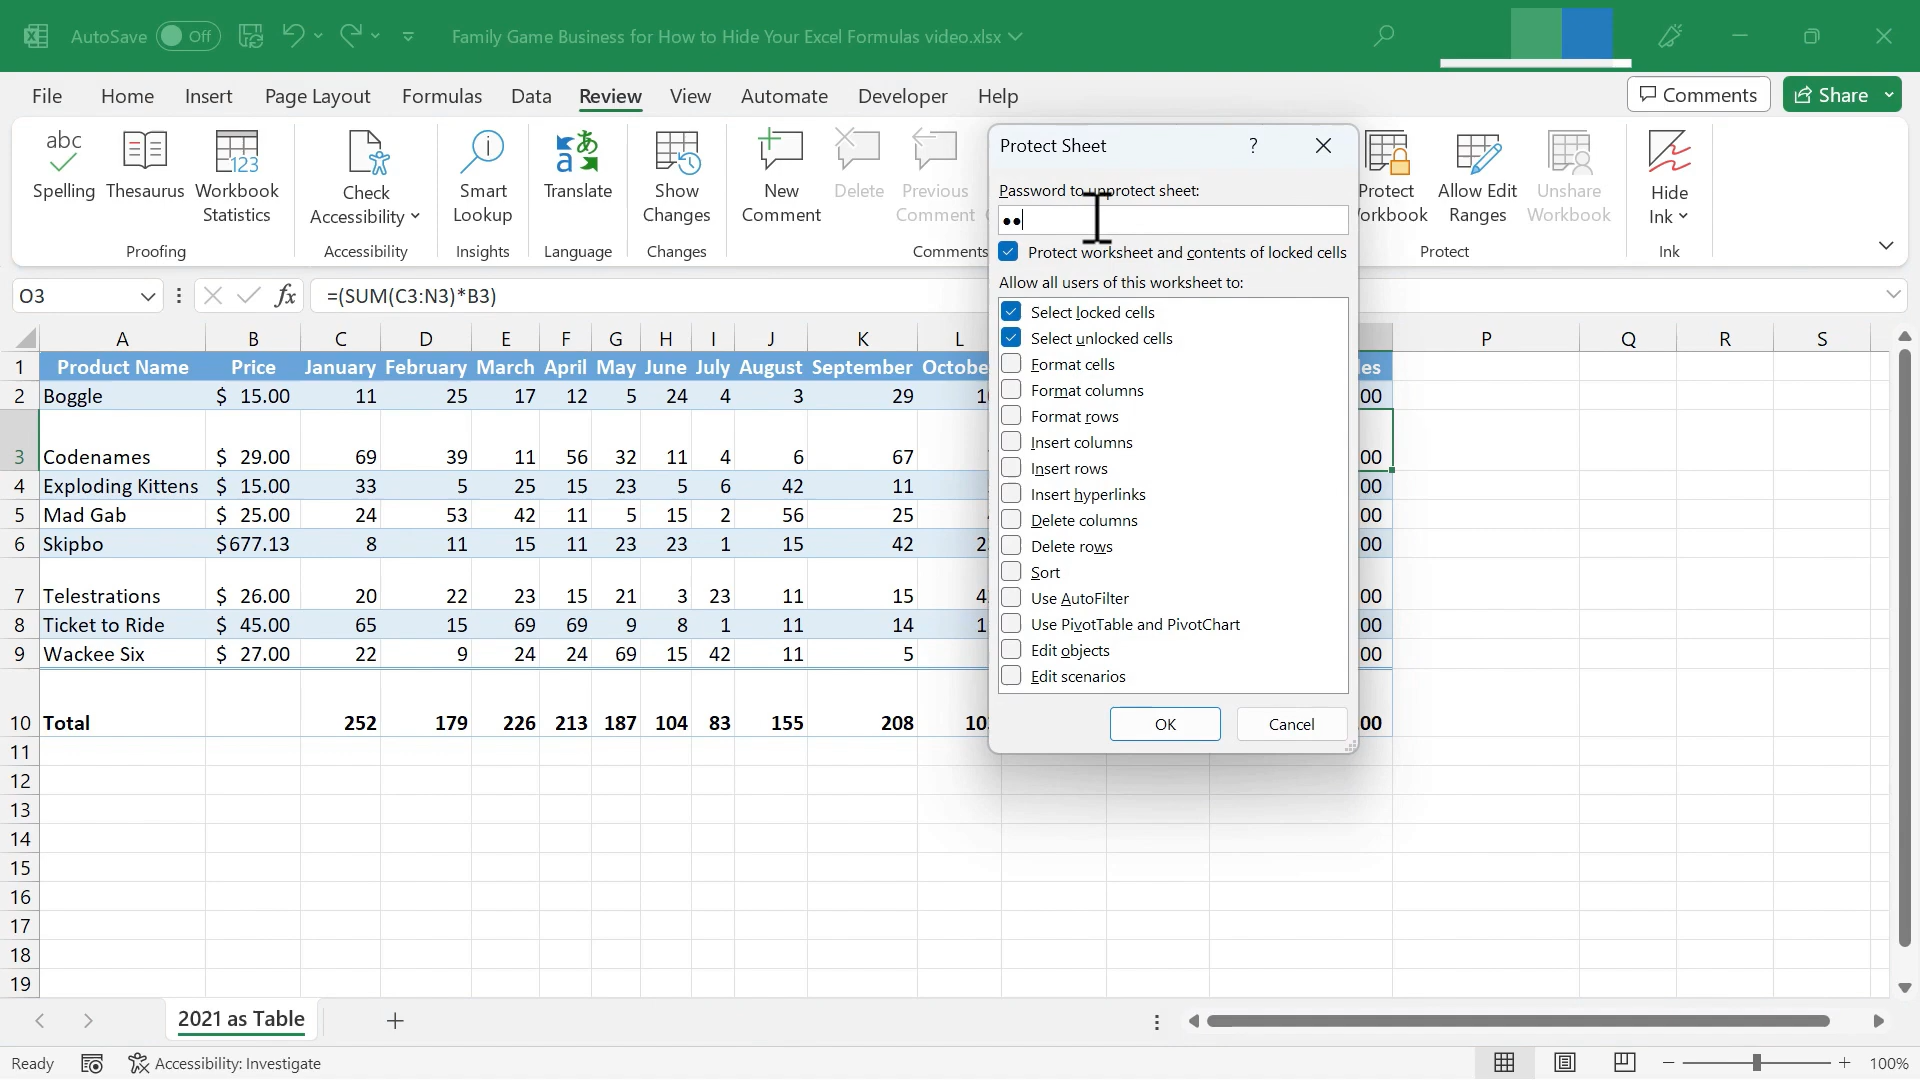 AutoSave Off Family Game Business for How to Hide Your Excel Formulas video.xlsx
File Home Insert Page Layout Formulas Data Review View Automate Developer Help Comments Share
abc
Spelling Thesaurus Workbook Statistics Check Accessibility Smart Lookup Translate Show Changes New Comment Delete Previous Comment Protect Workbook Allow Edit Ranges Unshare Workbook Hide Ink
Proofing Accessibility Insights Language Changes Comments Protect Ink
O3 fx =(SUM(C3:N3)*B3)
Protect Sheet ?
Password to unprotect sheet:
••
Protect worksheet and contents of locked cells
Allow all users of this worksheet to:
Select locked cells
Select unlocked cells
Format cells
Format columns
Format rows
Insert columns
Insert rows
Insert hyperlinks
Delete columns
Delete rows
Sort
Use AutoFilter
Use PivotTable and PivotChart
Edit objects
Edit scenarios
OK Cancel
A B C D E F G H I J K L P Q R S
1 Product Name Price January February March April May June July August September Octobe es
2 Boggle $ 15.00 11 25 17 12 5 24 4 3 29 00
3 Codenames $ 29.00 69 39 11 56 32 11 4 6 67 00
4 Exploding Kittens $ 15.00 33 5 25 15 23 5 6 42 11 00
5 Mad Gab $ 25.00 24 53 42 11 5 15 2 56 25 00
6 Skipbo $677.13 8 11 15 11 23 23 1 15 42 00
7 Telestrations $ 26.00 20 22 23 15 21 3 23 11 15 00
8 Ticket to Ride $ 45.00 65 15 69 69 9 8 1 11 14 00
9 Wackee Six $ 27.00 22 9 24 24 69 15 42 11 5 00
10 Total 252 179 226 213 187 104 83 155 208 00
11
12
13
14
15
16
17
18
19
2021 as Table
Ready Accessibility: Investigate 100%